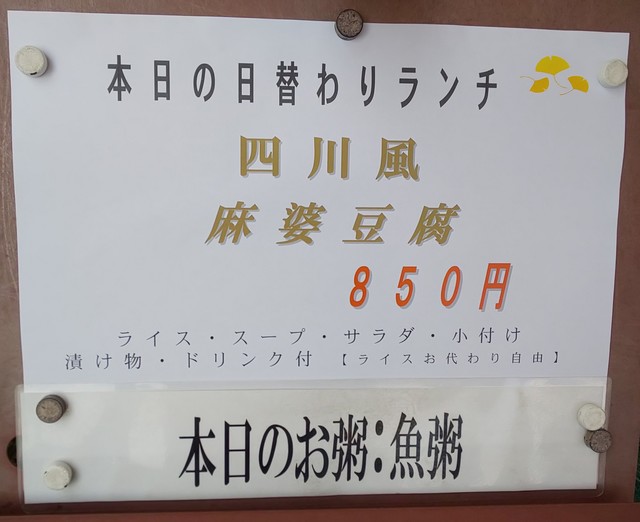 本日の日替わりランチ
四川風
麻婆豆腐
850円
ライス・スープ・サラダ・小付け
漬け物・ドリンク付【ライスお代わり自由】
本日のお粥:魚粥